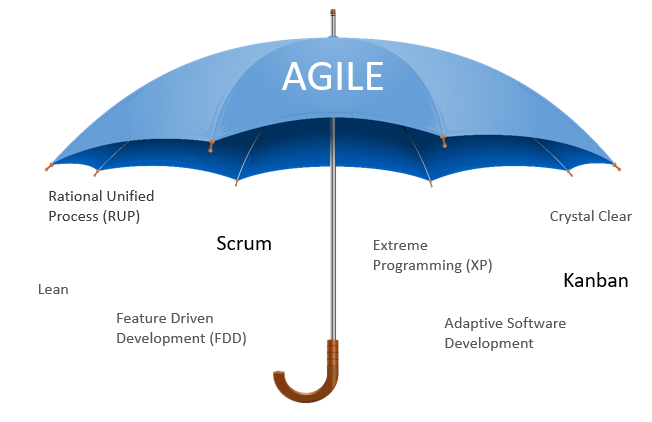 AGILE
Rational Unified
Process (RUP)
Crystal Clear
Scrum
Extreme
Programming (XP)
Kanban
Lean
Feature Driven
Development (FDD)
Adaptive Software
Development